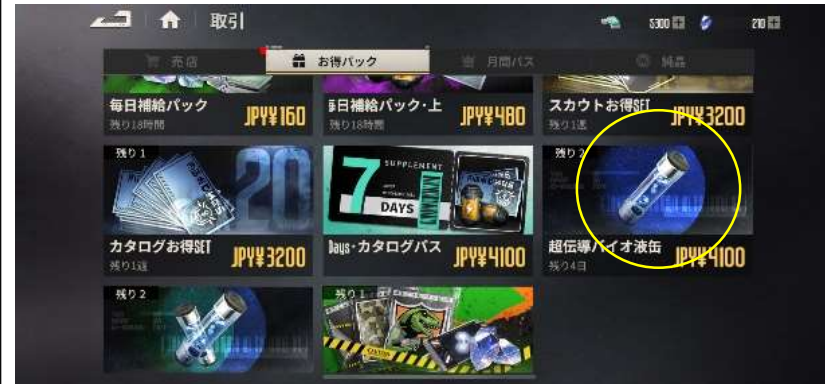 取引
5300
210
売店
お得パック
月間パス
純晶
毎日補給パック
JPY¥160
残り18時間
毎日補給パック·上
JPY¥480
残り18時間
スカウトお得SET
JPY¥3200
残り1週
残り1
20
カタログお得SET
JPY¥3200
残り1週
7
SUPPLEMENT
DAYS
Days·カタログパス
JPY¥4100
残り2
超伝導バイオ液缶
JPY¥4100
残り4日
残り2
残り1